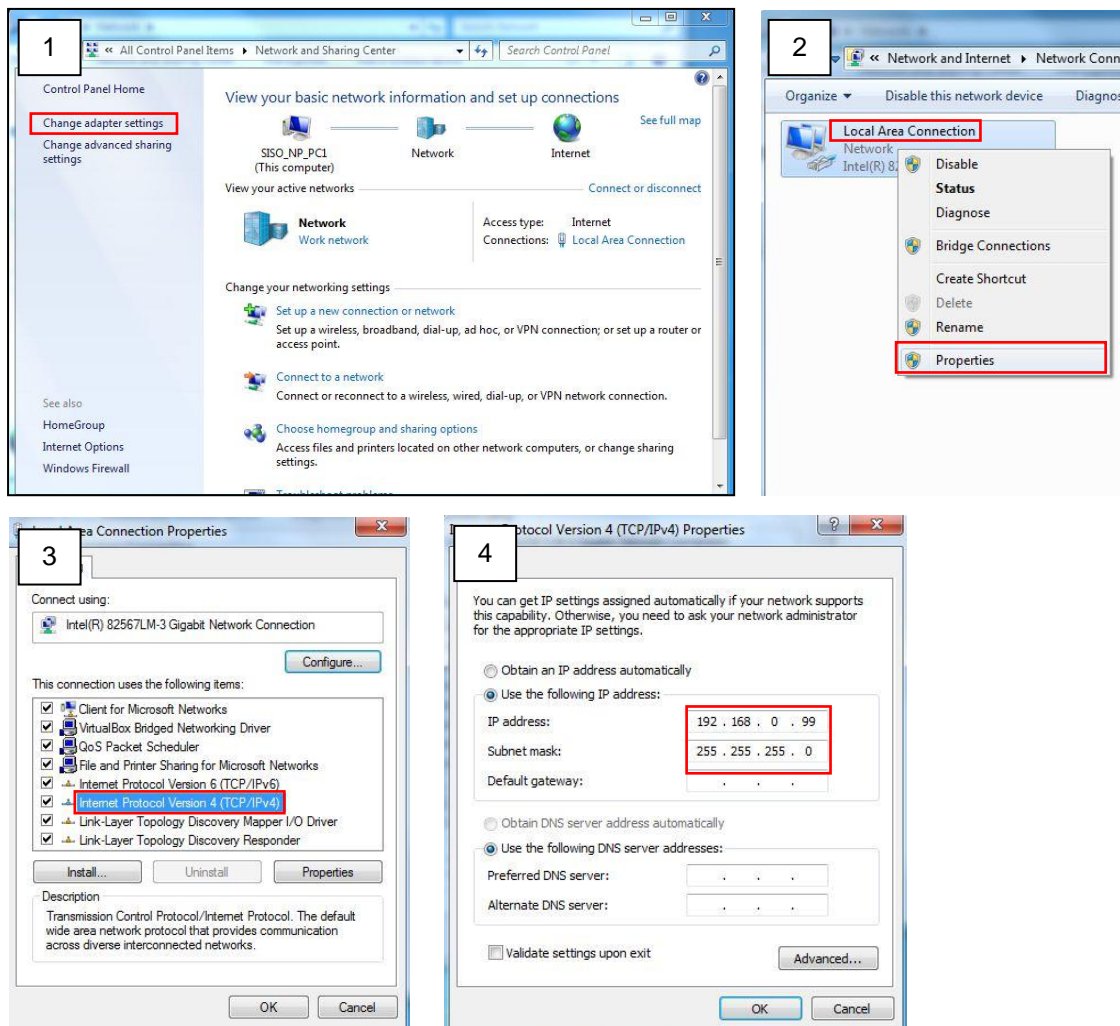 1
« All Control Panel Items ▸ Network and Sharing Center
Search Control Panel
Control Panel Home
Change adapter settings
Change advanced sharing
settings
See also
HomeGroup
Internet Options
Windows Firewall
View your basic network information and set up connections
See full map
SISO_NP_PC1
(This computer)
Network
Internet
View your active networks
Connect or disconnect
Network
Work network
Access type: Internet
Connections: Local Area Connection
Change your networking settings
Set up a new connection or network
Set up a wireless, broadband, dial-up, ad hoc, or VPN connection; or set up a router or
access point.
Connect to a network
Connect or reconnect to a wireless, wired, dial-up, or VPN network connection.
Choose homegroup and sharing options
Access files and printers located on other network computers, or change sharing
settings.
2
« Network and Internet ▸ Network Conn
Organize
Disable this network device
Diagnos
Local Area Connection
Network
Intel(R) 8
Disable
Status
Diagnose
Bridge Connections
Create Shortcut
Delete
Rename
Properties
3
ea Connection Properties
Connect using:
Intel(R) 82567LM-3 Gigabit Network Connection
Configure...
This connection uses the following items:
Client for Microsoft Networks
VirtualBox Bridged Networking Driver
QoS Packet Scheduler
File and Printer Sharing for Microsoft Networks
Internet Protocol Version 6 (TCP/IPv6)
Internet Protocol Version 4 (TCP/IPv4)
Link-Layer Topology Discovery Mapper I/O Driver
Link-Layer Topology Discovery Responder
Install...
Uninstall
Properties
Description
Transmission Control Protocol/Internet Protocol. The default
wide area network protocol that provides communication
across diverse interconnected networks.
OK
Cancel
4
otocol Version 4 (TCP/IPv4) Properties
You can get IP settings assigned automatically if your network supports
this capability. Otherwise, you need to ask your network administrator
for the appropriate IP settings.
Obtain an IP address automatically
Use the following IP address:
IP address: 192 . 168 . 0 . 99
Subnet mask: 255 . 255 . 255 . 0
Default gateway: . . .
Obtain DNS server address automatically
Use the following DNS server addresses:
Preferred DNS server: . . .
Alternate DNS server: . . .
Validate settings upon exit
Advanced...
OK
Cancel